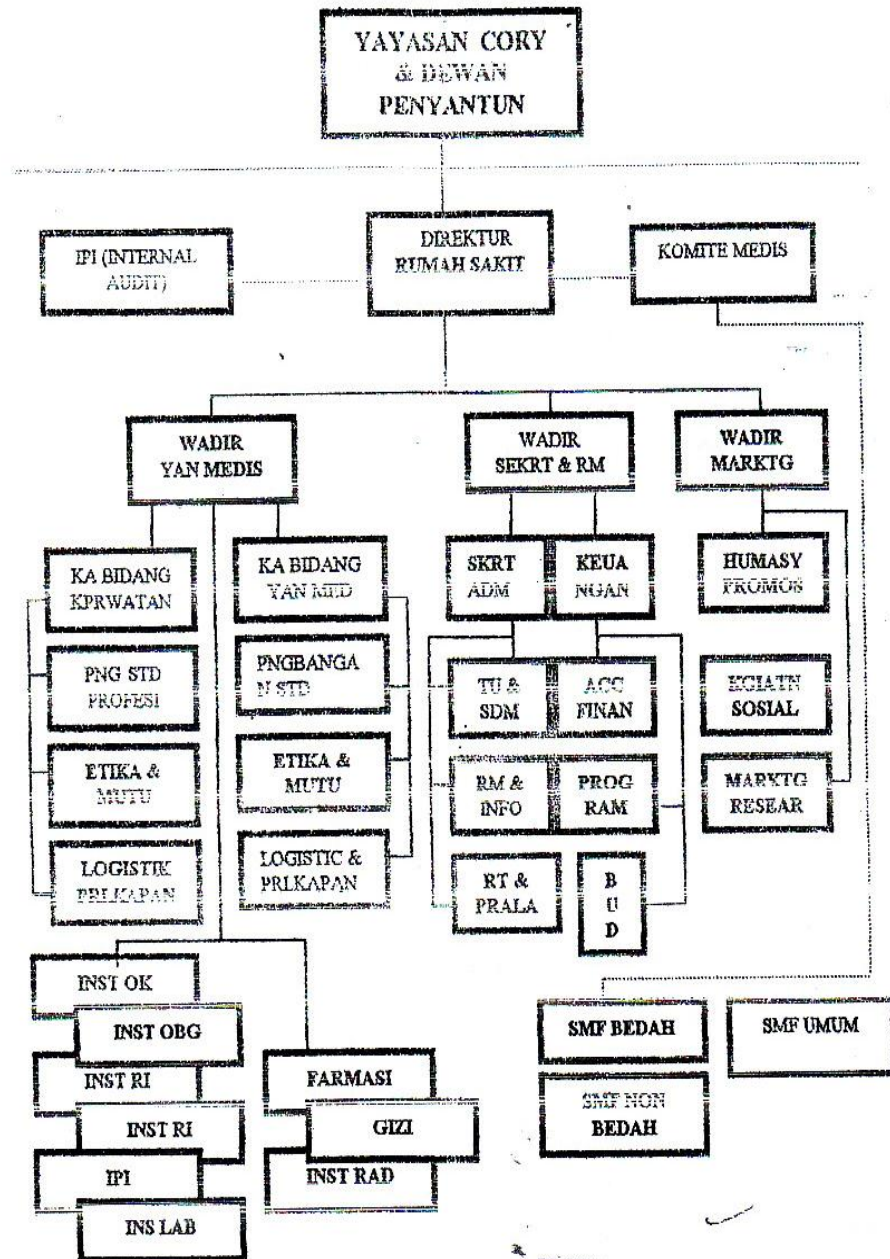 YAYASAN CORY
& DEWAN
PENYANTUN
IPI (INTERNAL
AUDIT)
DIREKTUR
RUMAH SAKIT
KOMITE MEDIS
WADIR
YAN MEDIS
WADIR
SEKRT & RM
WADIR
MARKTG
KA BIDANG
KPRWATAN
KA BIDANG
YAN MED
SKRT
ADM
KEUA
NGAN
HUMASY
PROMOS
PNG STD
PROFESI
PNGBANGA
N STD
TU &
SDM
ACC
FINAN
KGIATN
SOSIAL
ETIKA &
MUTU
ETIKA &
MUTU
RM &
INFO
PROG
RAM
MARKTG
RESEAR
LOGISTIK
PRLKAPAN
LOGISTIC &
PRLKAPAN
RT &
PRALA
B
U
D
INST OK
INST OBG
INST RI
INST RI
IPI
INS LAB
FARMASI
GIZI
INST RAD
SMF BEDAH
SMF UMUM
SMF NON
BEDAH